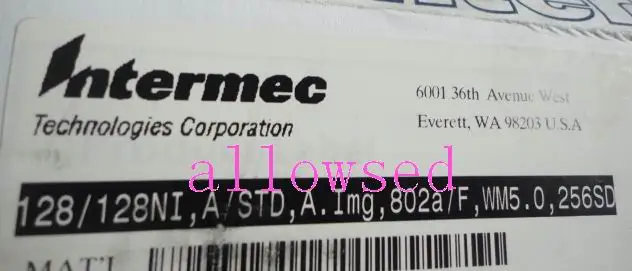 Intermec
Technologies Corporation
6001 36th Avenue West
Everett, WA 98203 U.S.A
allowsed
128/128NI,A/STD,A.Img,802a/F,WM5.0,256SD
MAT'L